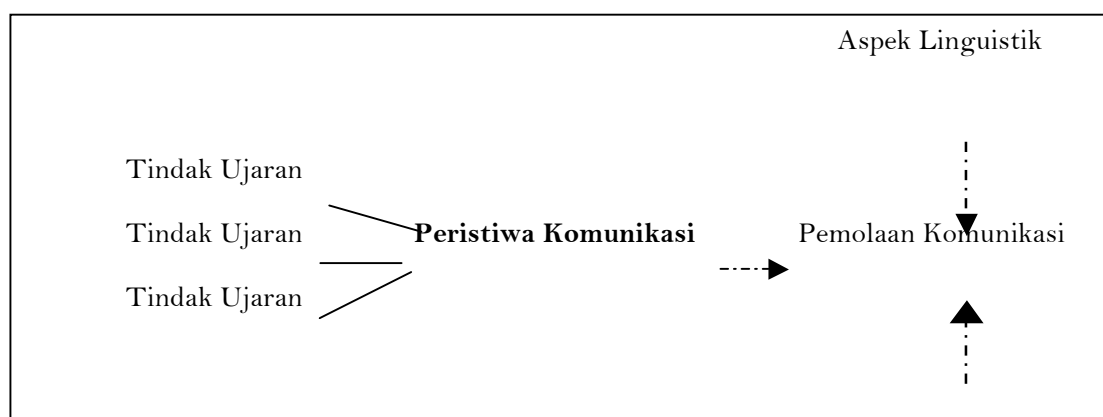 Aspek Linguistik
Tindak Ujaran
Tindak Ujaran Peristiwa Komunikasi Pemolaan Komunikasi
Tindak Ujaran